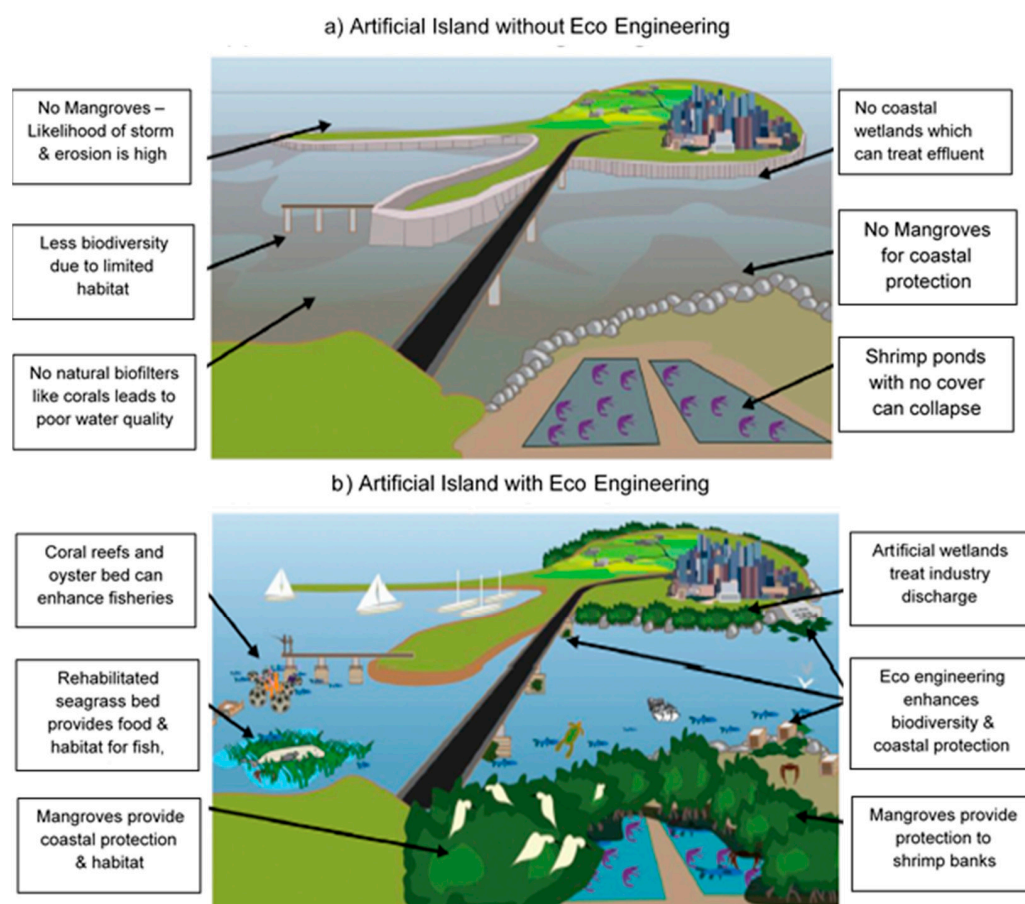 a) Artificial Island without Eco Engineering
No Mangroves –
Likelihood of storm
& erosion is high
Less biodiversity
due to limited
habitat
No natural biofilters
like corals leads to
poor water quality
No coastal
wetlands which
can treat effluent
No Mangroves
for coastal
protection
Shrimp ponds
with no cover
can collapse
b) Artificial Island with Eco Engineering
Coral reefs and
oyster bed can
enhance fisheries
Rehabilitated
seagrass bed
provides food &
habitat for fish,
Mangroves provide
coastal protection
& habitat
Artificial wetlands
treat industry
discharge
Eco engineering
enhances
biodiversity &
coastal protection
Mangroves provide
protection to
shrimp banks